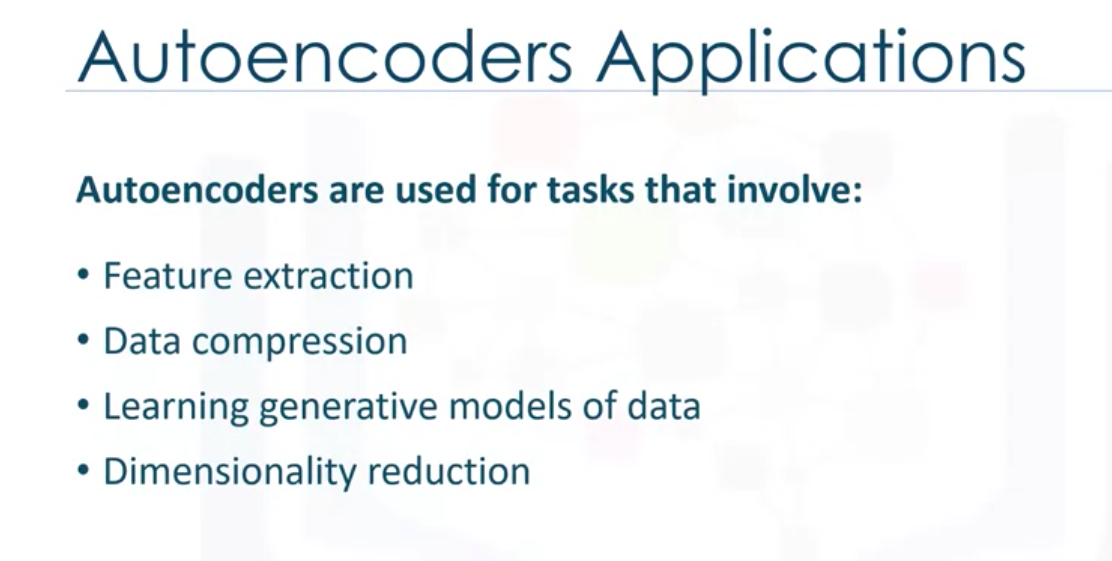 Autoencoders Applications
Autoencoders are used for tasks that involve:
• Feature extraction
• Data compression
• Learning generative models of data
• Dimensionality reduction